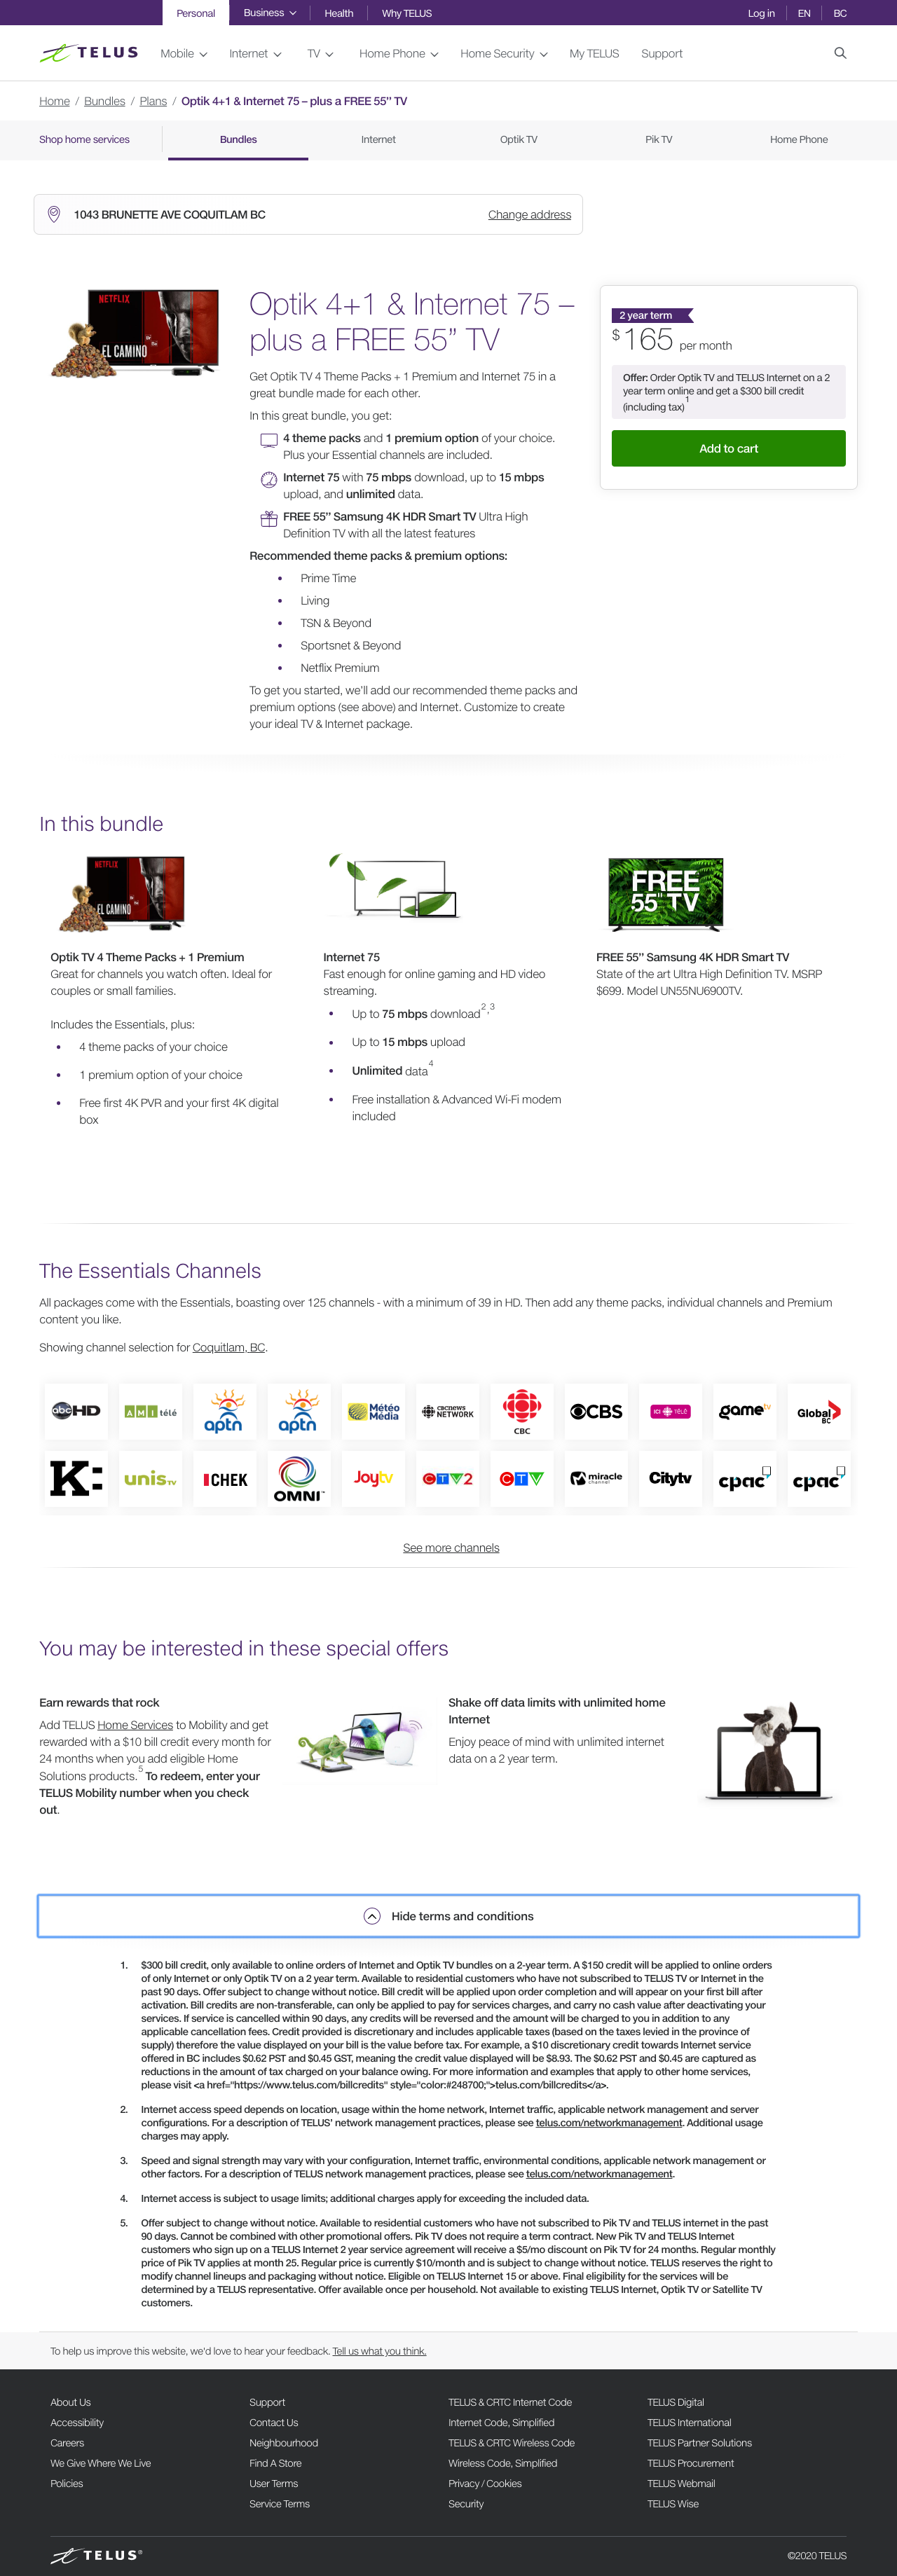 Personal Business Health Why TELUS Log in EN BC
TELUS Mobile Internet TV Home Phone Home Security My TELUS Support
Home / Bundles / Plans / Optik 4+1 & Internet 75 – plus a FREE 55” TV
Shop home services Bundles Internet Optik TV Pik TV Home Phone
1043 BRUNETTE AVE COQUITLAM BC Change address
NETFLIX
EL CAMINO
Optik 4+1 & Internet 75 –
plus a FREE 55” TV
Get Optik TV 4 Theme Packs + 1 Premium and Internet 75 in a
great bundle made for each other.
In this great bundle, you get:
4 theme packs and 1 premium option of your choice.
Plus your Essential channels are included.
Internet 75 with 75 mbps download, up to 15 mbps
upload, and unlimited data.
FREE 55” Samsung 4K HDR Smart TV Ultra High
Definition TV with all the latest features
Recommended theme packs & premium options:
• Prime Time
• Living
• TSN & Beyond
• Sportsnet & Beyond
• Netflix Premium
To get you started, we’ll add our recommended theme packs and
premium options (see above) and Internet. Customize to create
your ideal TV & Internet package.
2 year term
$165 per month
Offer: Order Optik TV and TELUS Internet on a 2
year term online and get a $300 bill credit
(including tax)1
Add to cart
In this bundle
NETFLIX
EL CAMINO
Optik TV 4 Theme Packs + 1 Premium
Great for channels you watch often. Ideal for
couples or small families.
Includes the Essentials, plus:
• 4 theme packs of your choice
• 1 premium option of your choice
• Free first 4K PVR and your first 4K digital
box
Internet 75
Fast enough for online gaming and HD video
streaming.
• Up to 75 mbps download2,3
• Up to 15 mbps upload
• Unlimited data4
• Free installation & Advanced Wi-Fi modem
included
FREE
55" TV
FREE 55” Samsung 4K HDR Smart TV
State of the art Ultra High Definition TV. MSRP
$699. Model UN55NU6900TV.
The Essentials Channels
All packages come with the Essentials, boasting over 125 channels - with a minimum of 39 in HD. Then add any theme packs, individual channels and Premium
content you like.
Showing channel selection for Coquitlam, BC.
abc HD AMI télé aptn aptn Météo Média CBC NEWS NETWORK CBC CBS ICI TÉLÉ game tv Global BC
K: unis TV CHEK OMNI™ Joytv CTV2 CTV miracle channel Citytv cpac cpac
See more channels
You may be interested in these special offers
Earn rewards that rock
Add TELUS Home Services to Mobility and get
rewarded with a $10 bill credit every month for
24 months when you add eligible Home
Solutions products.5 To redeem, enter your
TELUS Mobility number when you check
out.
Shake off data limits with unlimited home
Internet
Enjoy peace of mind with unlimited internet
data on a 2 year term.
Hide terms and conditions
1. $300 bill credit, only available to online orders of Internet and Optik TV bundles on a 2-year term. A $150 credit will be applied to online orders
of only Internet or only Optik TV on a 2 year term. Available to residential customers who have not subscribed to TELUS TV or Internet in the
past 90 days. Offer subject to change without notice. Bill credit will be applied upon order completion and will appear on your first bill after
activation. Bill credits are non-transferable, can only be applied to pay for services charges, and carry no cash value after deactivating your
services. If service is cancelled within 90 days, any credits will be reversed and the amount will be charged to you in addition to any
applicable cancellation fees. Credit provided is discretionary and includes applicable taxes (based on the taxes levied in the province of
supply) therefore the value displayed on your bill is the value before tax. For example, a $10 discretionary credit towards Internet service
offered in BC includes $0.62 PST and $0.45 GST, meaning the credit value displayed will be $8.93. The $0.62 PST and $0.45 are captured as
reductions in the amount of tax charged on your balance owing. For more information and examples that apply to other home services,
please visit <a href="https://www.telus.com/billcredits" style="color:#248700;">telus.com/billcredits</a>.
2. Internet access speed depends on location, usage within the home network, Internet traffic, applicable network management and server
configurations. For a description of TELUS’ network management practices, please see telus.com/networkmanagement. Additional usage
charges may apply.
3. Speed and signal strength may vary with your configuration, Internet traffic, environmental conditions, applicable network management or
other factors. For a description of TELUS network management practices, please see telus.com/networkmanagement.
4. Internet access is subject to usage limits; additional charges apply for exceeding the included data.
5. Offer subject to change without notice. Available to residential customers who have not subscribed to Pik TV and TELUS internet in the past
90 days. Cannot be combined with other promotional offers. Pik TV does not require a term contract. New Pik TV and TELUS Internet
customers who sign up on a TELUS Internet 2 year service agreement will receive a $5/mo discount on Pik TV for 24 months. Regular monthly
price of Pik TV applies at month 25. Regular price is currently $10/month and is subject to change without notice. TELUS reserves the right to
modify channel lineups and packaging without notice. Eligible on TELUS Internet 15 or above. Final eligibility for the services will be
determined by a TELUS representative. Offer available once per household. Not available to existing TELUS Internet, Optik TV or Satellite TV
customers.
To help us improve this website, we'd love to hear your feedback. Tell us what you think.
About Us Support TELUS & CRTC Internet Code TELUS Digital
Accessibility Contact Us Internet Code, Simplified TELUS International
Careers Neighbourhood TELUS & CRTC Wireless Code TELUS Partner Solutions
We Give Where We Live Find A Store Wireless Code, Simplified TELUS Procurement
Policies User Terms Privacy / Cookies TELUS Webmail
Service Terms Security TELUS Wise
TELUS® ©2020 TELUS